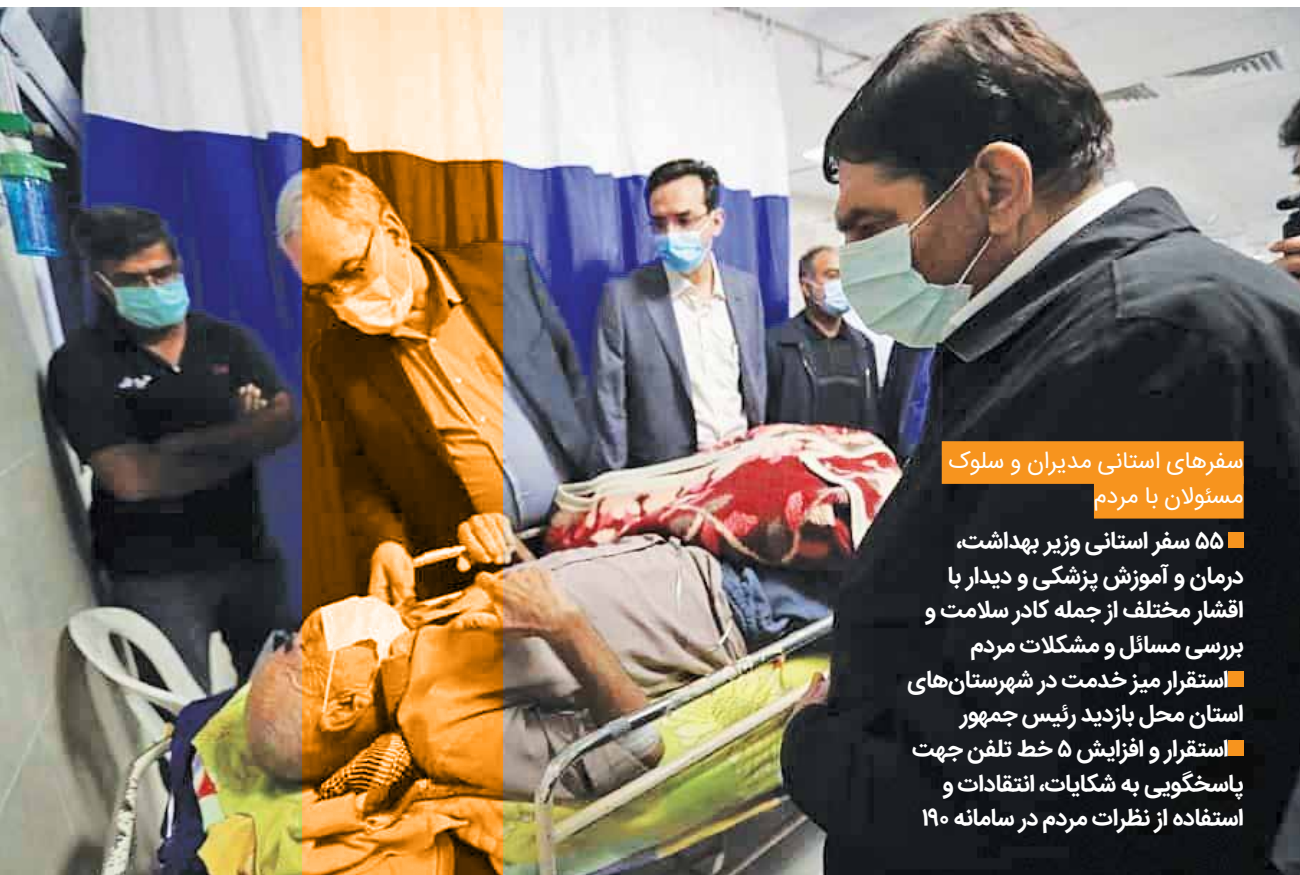 سفرهای استانی مدیران و سلوک
مسئولان با مردم
۵۵ سفر استانی وزیر بهداشت،
درمان و آموزش پزشکی و دیدار با
اقشار مختلف از جمله کادر سلامت و
بررسی مسائل و مشکلات مردم
استقرار میز خدمت در شهرستان‌های
استان محل بازدید رئیس جمهور
استقرار و افزایش ۵ خط تلفن جهت
پاسخگویی به شکایات، انتقادات و
استفاده از نظرات مردم در سامانه ۱۹۰